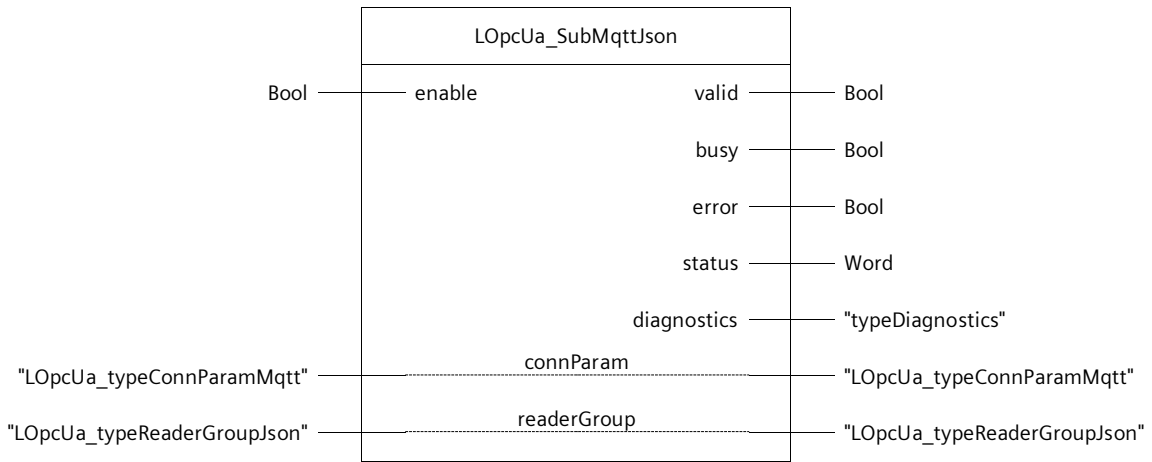 LOpcUa_SubMqttJson
Bool enable valid Bool
busy Bool
error Bool
status Word
diagnostics "typeDiagnostics"
connParam
"LOpcUa_typeConnParamMqtt" "LOpcUa_typeConnParamMqtt"
readerGroup
"LOpcUa_typeReaderGroupJson" "LOpcUa_typeReaderGroupJson"